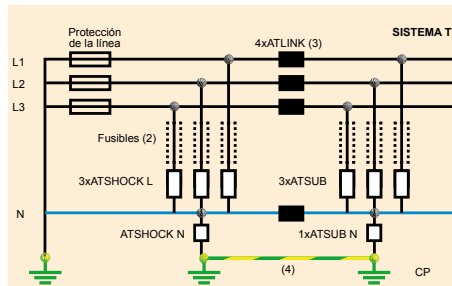 Protección
de la línea
4xATLINK (3)
SISTEMA T
L1
L2
L3
Fusibles (2)
3xATSHOCK L
3xATSUB
N
ATSHOCK N
1xATSUB N
(4)
CP